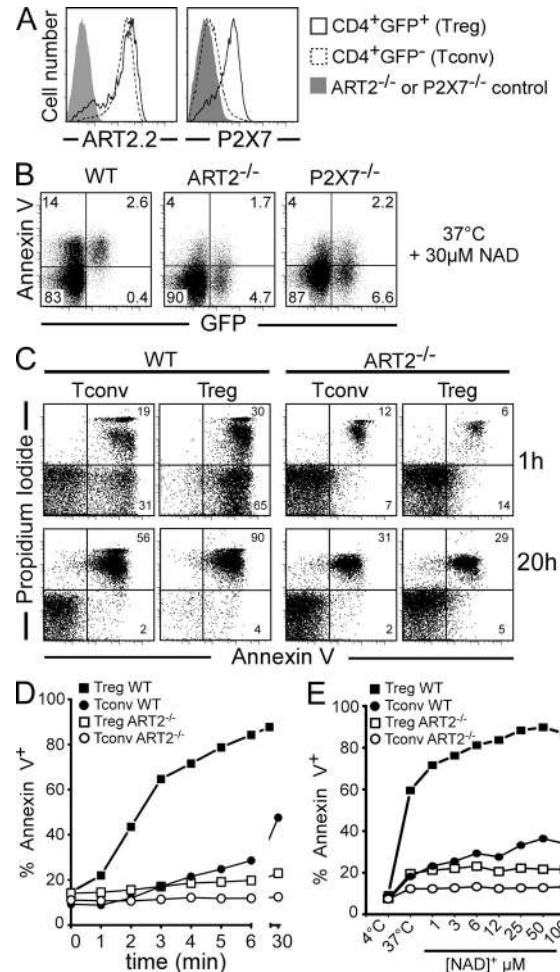 A
Cell number
ART2.2
P2X7
CD4+GFP+ (Treg)
CD4+GFP- (Tconv)
ART2-/- or P2X7-/- control
B
WT
ART2-/-
P2X7-/-
Annexin V
14
2.6
83
0.4
4
1.7
90
4.7
4
2.2
87
6.6
37°C
+ 30µM NAD
GFP
C
WT
ART2-/-
Tconv
Treg
Tconv
Treg
Propidium Iodide
19
31
30
65
12
7
6
14
1h
56
2
90
4
31
2
29
5
20h
Annexin V
D
Treg WT
Tconv WT
Treg ART2-/-
Tconv ART2-/-
% Annexin V+
100
80
60
40
20
0
0 1 2 3 4 5 6 30
time (min)
E
Treg WT
Tconv WT
Treg ART2-/-
Tconv ART2-/-
% Annexin V+
100
80
60
40
20
0
4°C 37°C 1 3 6 12 25 50
[NAD]+ µM